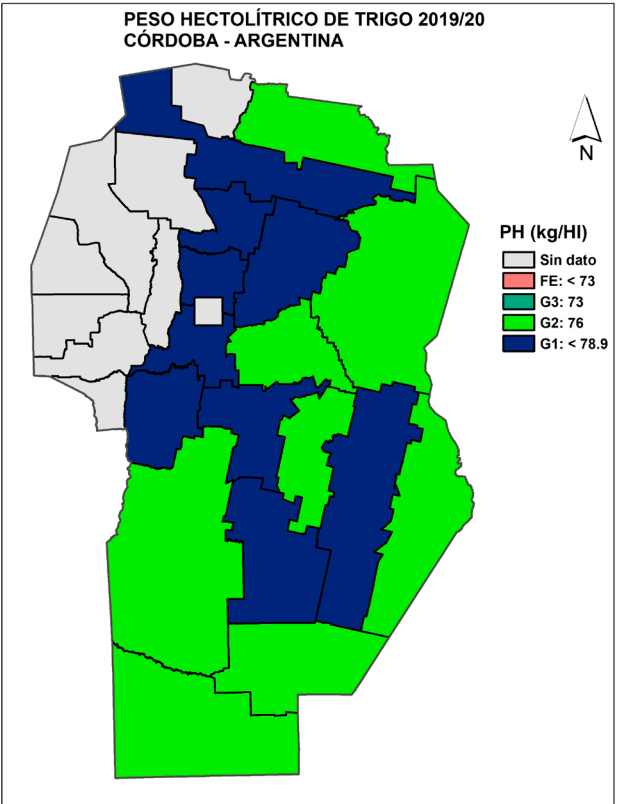 PESO HECTOLÍTRICO DE TRIGO 2019/20
CÓRDOBA - ARGENTINA
N
PH (kg/Hl)
Sin dato
FE: < 73
G3: 73
G2: 76
G1: < 78.9